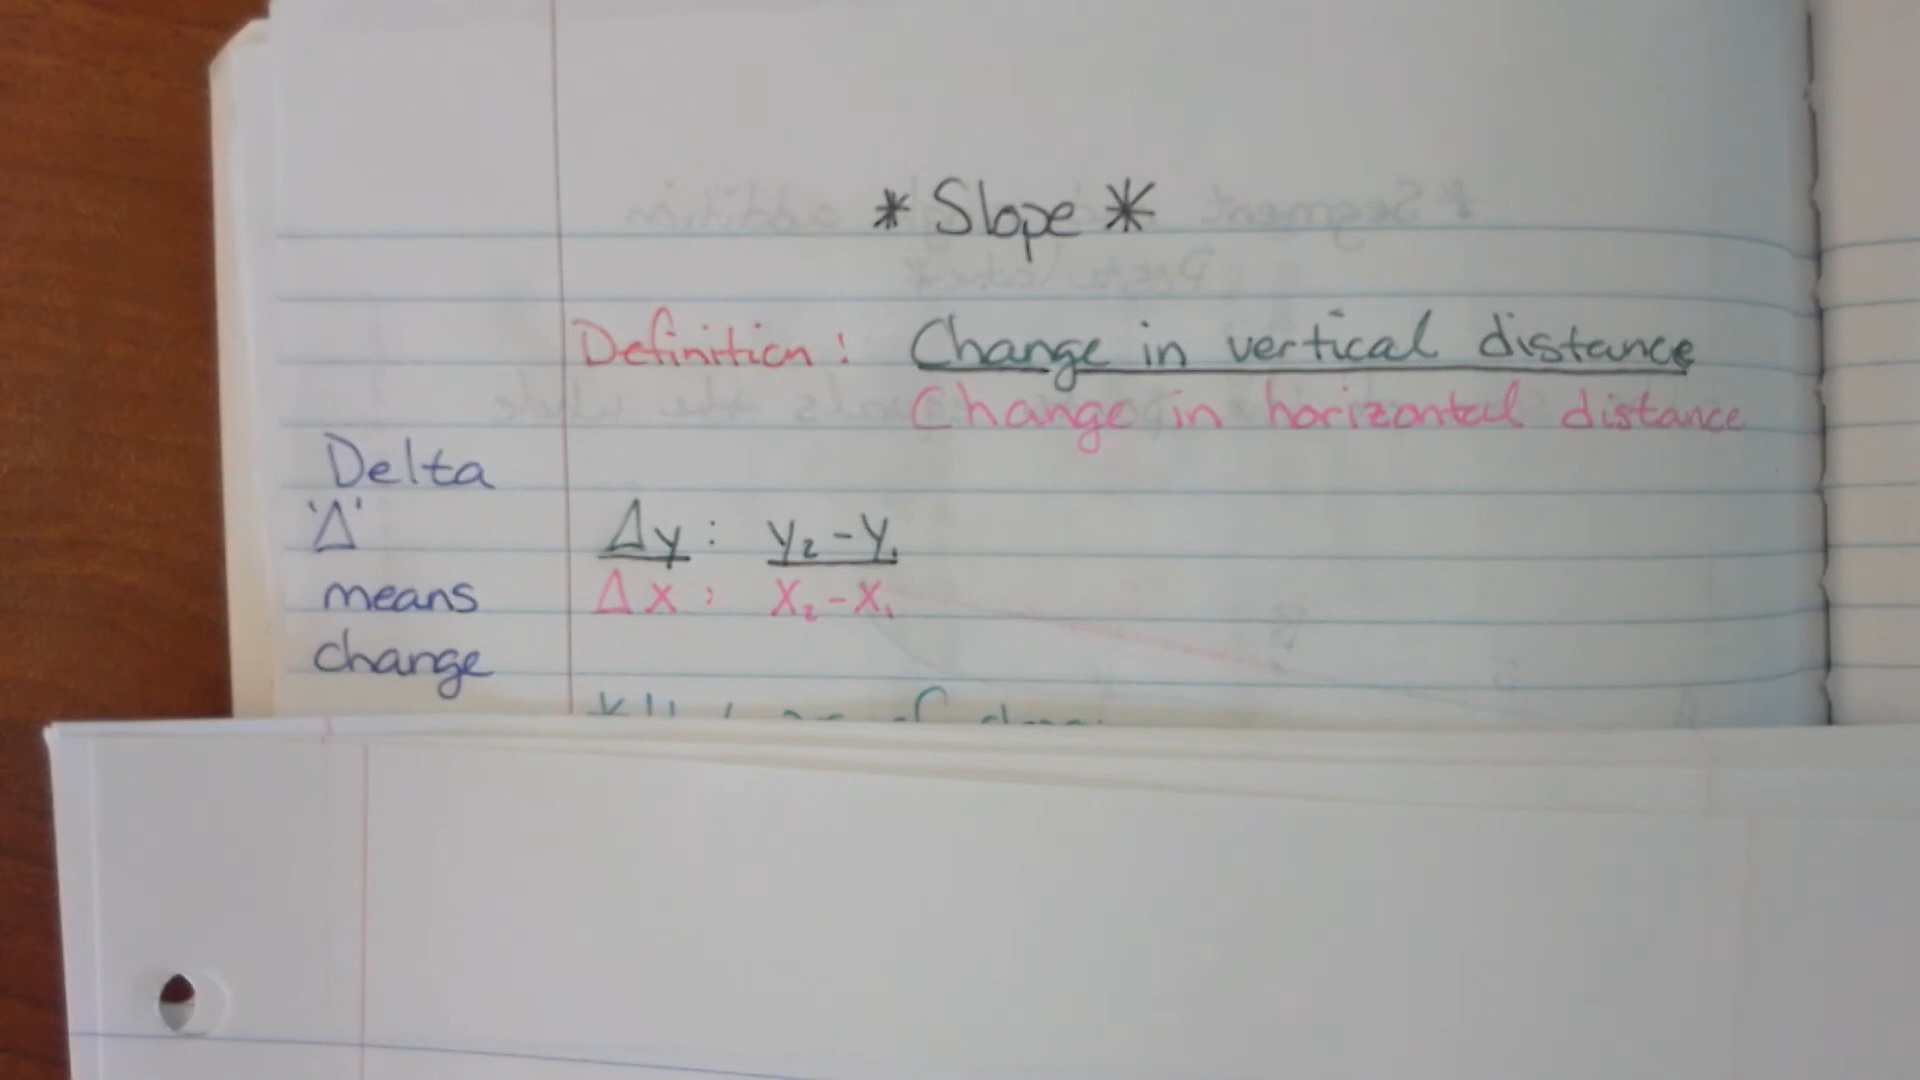 * Slope *
Definition: Change in vertical distance
Change in horizontal distance
Delta
'Δ'
means
change
Δy : y₂-y₁
Δx : x₂-x₁